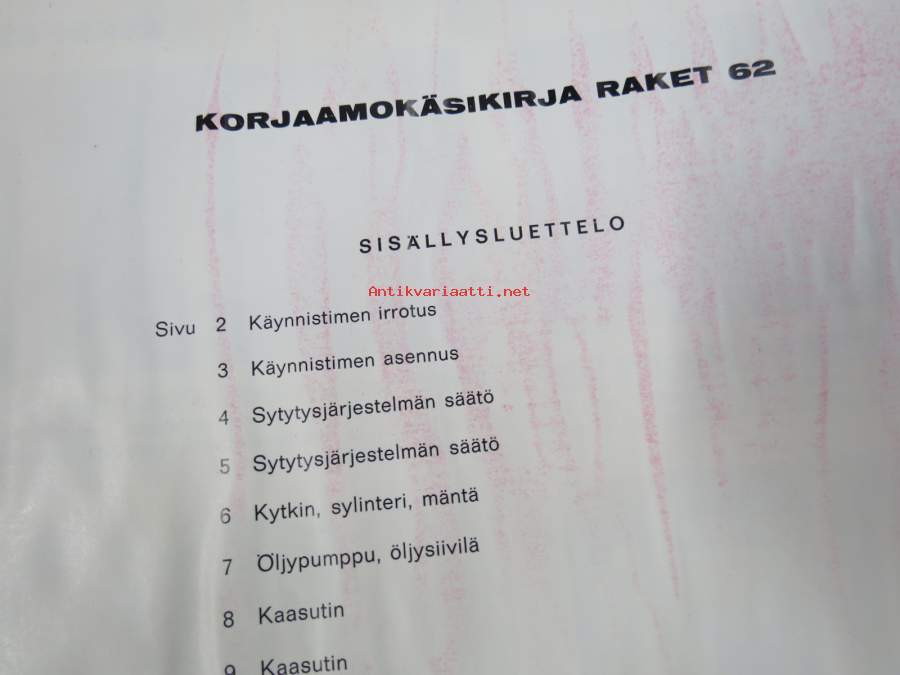 KORJAAMOKÄSIKIRJA RAKET 62
SISÄLLYSLUETTELO
Antikvariaatti.net
Sivu 2 Käynnistimen irrotus
3 Käynnistimen asennus
4 Sytytysjärjestelmän säätö
5 Sytytysjärjestelmän säätö
6 Kytkin, sylinteri, mäntä
7 Öljypumppu, öljysiivilä
8 Kaasutin
9 Kaasutin